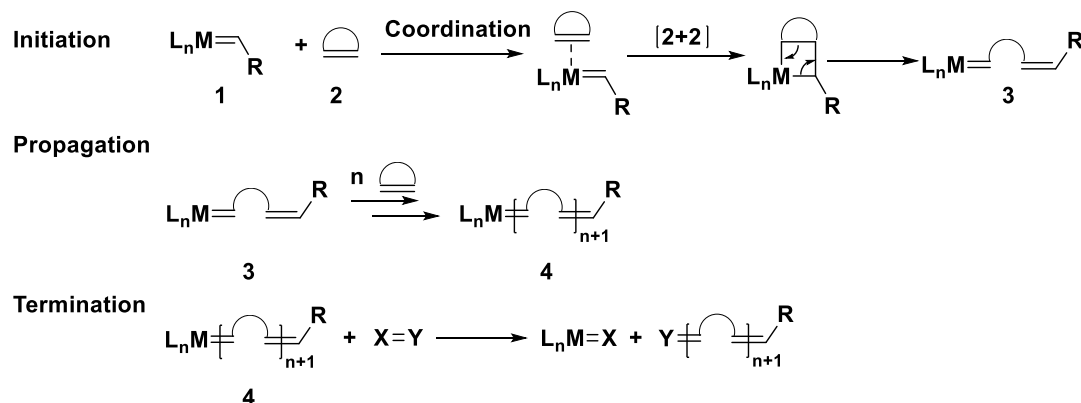 Initiation
LnM R + Coordination LnM R [2+2] LnM R LnM R
1 2 3
Propagation
LnM R n LnM n+1 R
3 4
Termination
LnM n+1 R + X=Y LnM=X + Y n+1 R
4